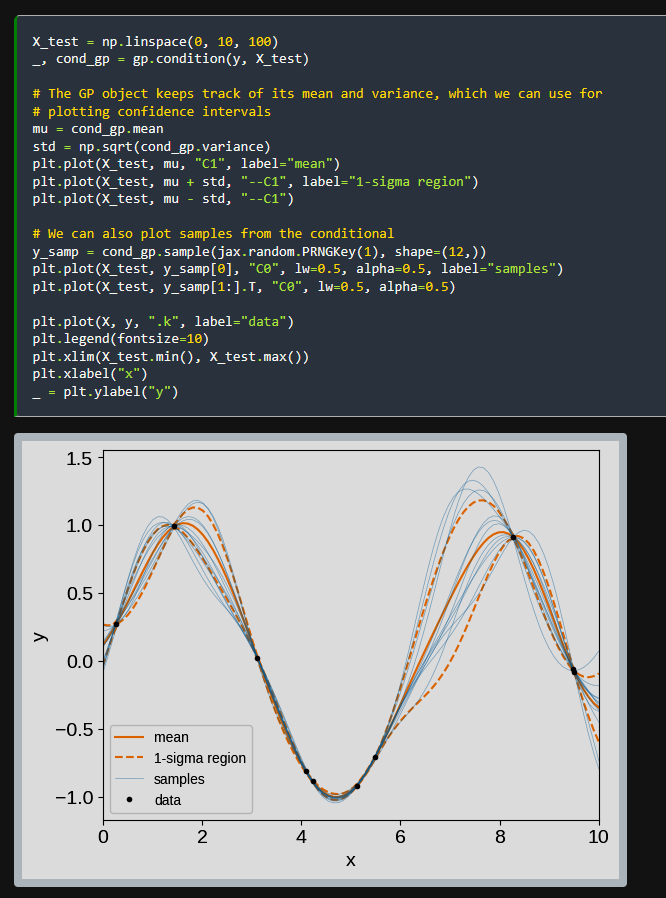 X_test = np.linspace(0, 10, 100)
_, cond_gp = gp.condition(y, X_test)
# The GP object keeps track of its mean and variance, which we can use for
# plotting confidence intervals
mu = cond_gp.mean
std = np.sqrt(cond_gp.variance)
plt.plot(X_test, mu, "C1", label="mean")
plt.plot(X_test, mu + std, "--C1", label="1-sigma region")
plt.plot(X_test, mu - std, "--C1")
# We can also plot samples from the conditional
y_samp = cond_gp.sample(jax.random.PRNGKey(1), shape=(12,))
plt.plot(X_test, y_samp[0], "C0", lw=0.5, alpha=0.5, label="samples")
plt.plot(X_test, y_samp[1:].T, "C0", lw=0.5, alpha=0.5)
plt.plot(X, y, ".k", label="data")
plt.legend(fontsize=10)
plt.xlim(X_test.min(), X_test.max())
plt.xlabel("x")
_ = plt.ylabel("y")
1.5
1.0
0.5
0.0
−0.5
−1.0
y
mean
1-sigma region
samples
data
0 2 4 6 8 10
x